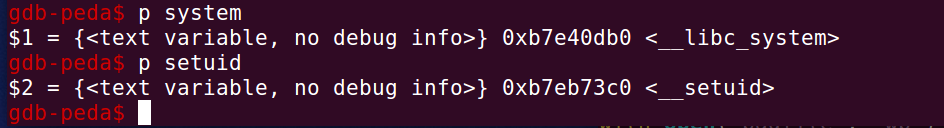 gdb-peda$ p system
$1 = {<text variable, no debug info>} 0xb7e40db0 <__libc_system>
gdb-peda$ p setuid
$2 = {<text variable, no debug info>} 0xb7eb73c0 <__setuid>
gdb-peda$